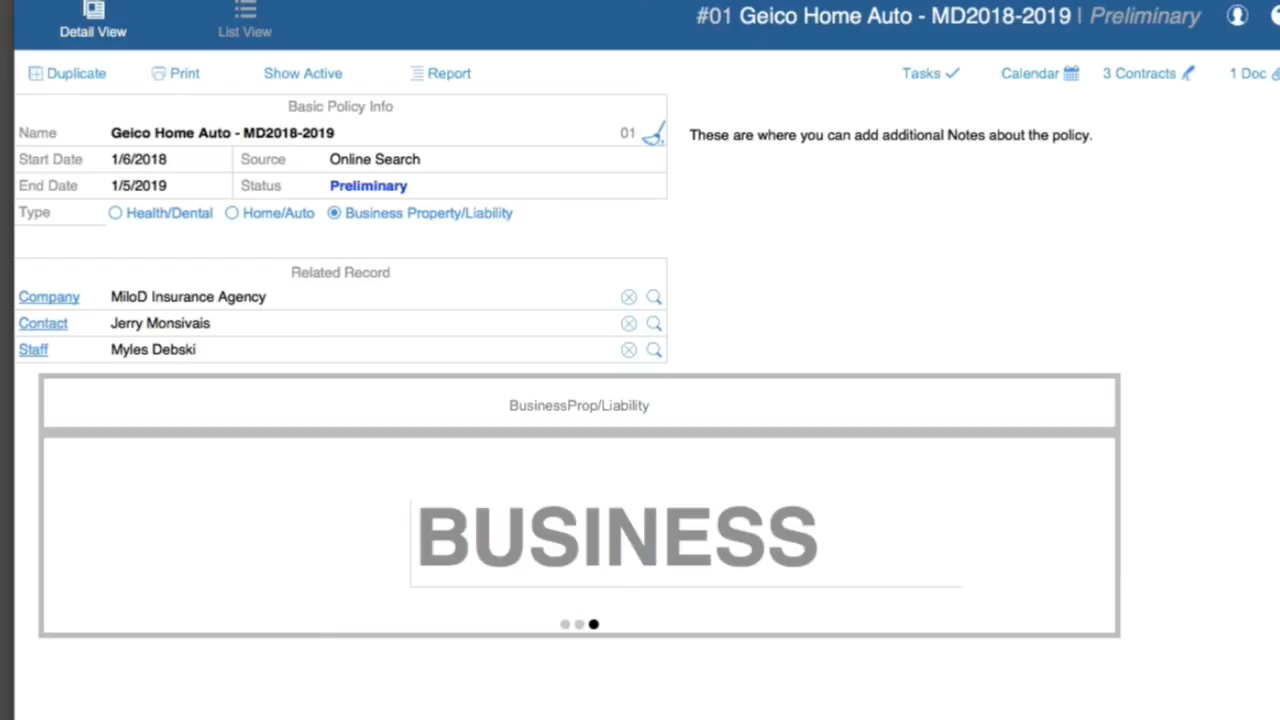 Detail View List View #01 Geico Home Auto - MD2018-2019 | Preliminary
Duplicate Print Show Active Report Tasks Calendar 3 Contracts 1 Doc
Basic Policy Info
Name Geico Home Auto - MD2018-2019 01
These are where you can add additional Notes about the policy.
Start Date 1/6/2018 Source Online Search
End Date 1/5/2019 Status Preliminary
Type Health/Dental Home/Auto Business Property/Liability
Related Record
Company MiloD Insurance Agency
Contact Jerry Monsivais
Staff Myles Debski
BusinessProp/Liability
BUSINESS